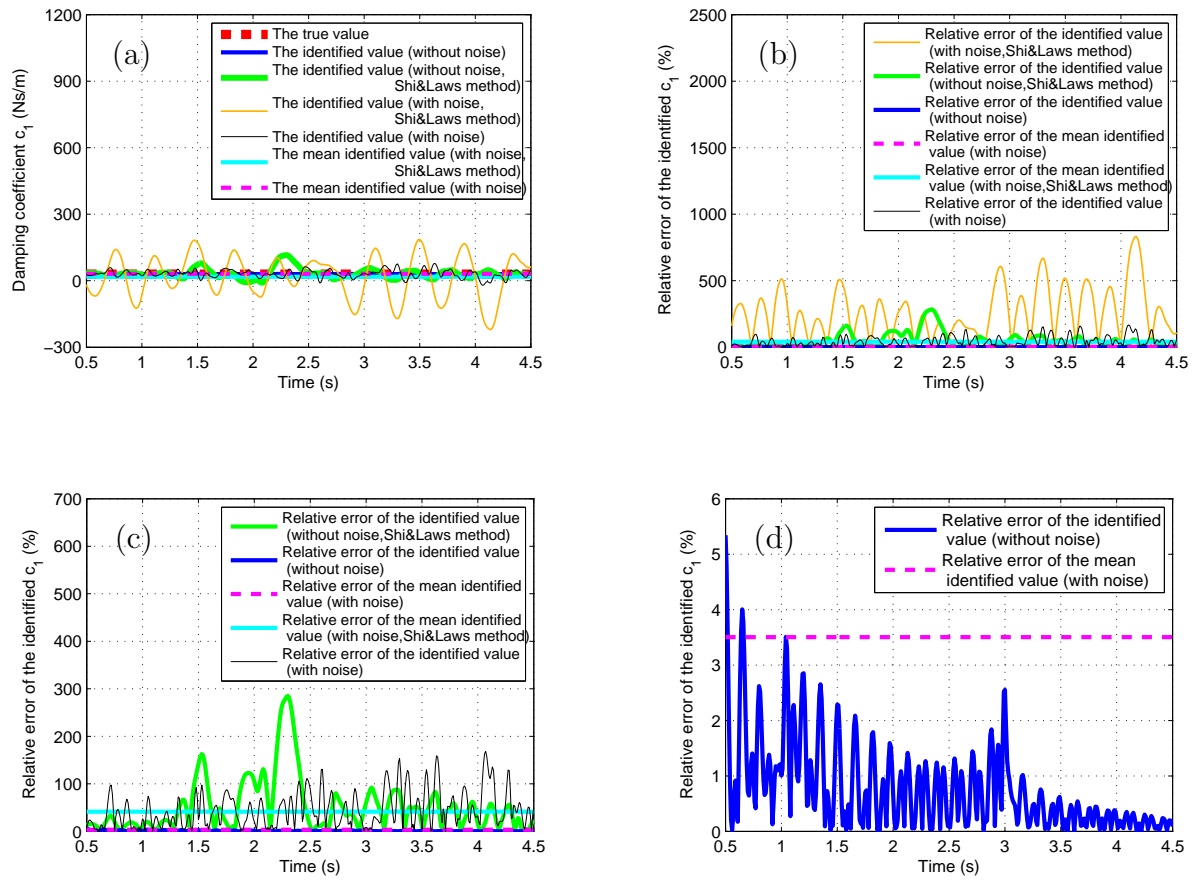 (a)
1200
900
600
300
0
−300
Damping coefficient c1 (Ns/m)
The true value
The identified value (without noise)
The identified value (without noise,
Shi&Laws method)
The identified value (with noise,
Shi&Laws method)
The identified value (with noise)
The mean identified value (with noise,
Shi&Laws method)
The mean identified value (with noise)
0.5 1 1.5 2 2.5 3 3.5 4 4.5
Time (s)
(b)
2500
2000
1500
1000
500
0
Relative error of the identified c1 (%)
Relative error of the identified value
(with noise,Shi&Laws method)
Relative error of the identified value
(without noise,Shi&Laws method)
Relative error of the identified value
(without noise)
Relative error of the mean identified
value (with noise)
Relative error of the mean identified
value (with noise,Shi&Laws method)
Relative error of the identified value
(with noise)
0.5 1 1.5 2 2.5 3 3.5 4 4.5
Time (s)
(c)
700
600
500
400
300
200
100
0
Relative error of the identified c1 (%)
Relative error of the identified value
(without noise,Shi&Laws method)
Relative error of the identified value
(without noise)
Relative error of the mean identified
value (with noise)
Relative error of the mean identified
value (with noise,Shi&Laws method)
Relative error of the identified value
(with noise)
0.5 1 1.5 2 2.5 3 3.5 4 4.5
Time (s)
(d)
6
5
4
3
2
1
0
Relative error of the identified c1 (%)
Relative error of the identified
value (without noise)
Relative error of the mean
identified value (with noise)
0.5 1 1.5 2 2.5 3 3.5 4 4.5
Time (s)